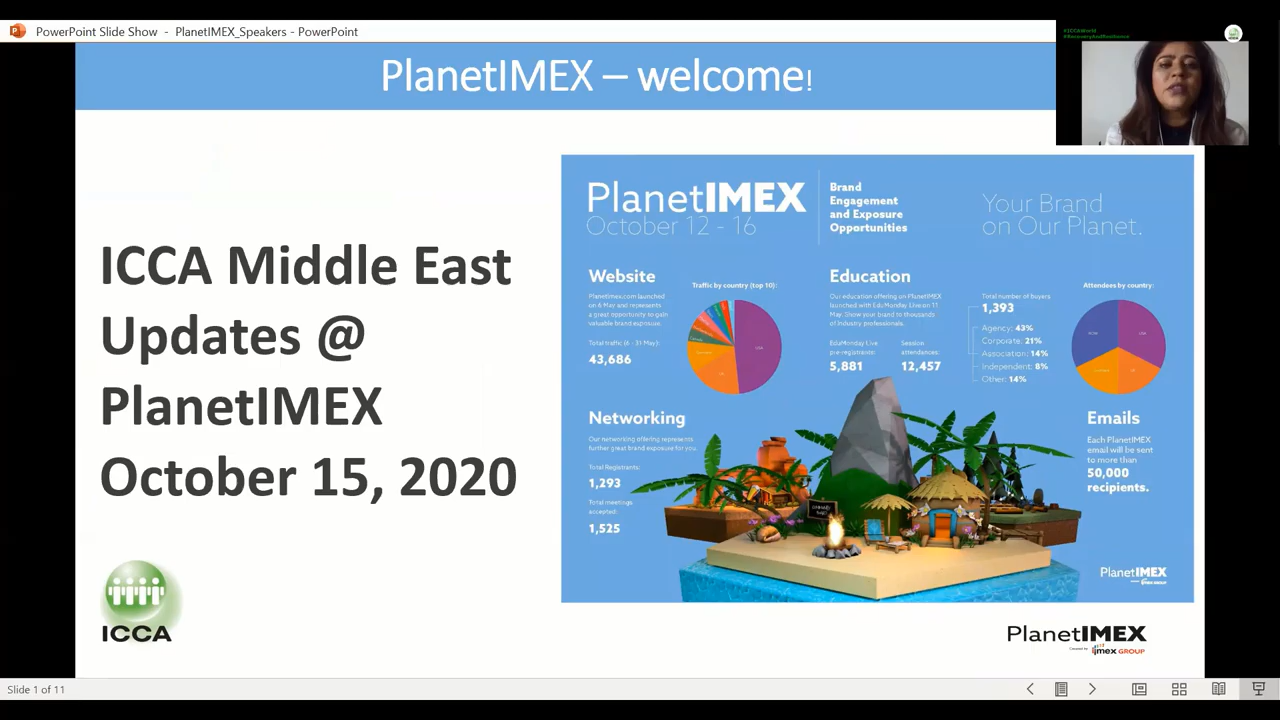 PowerPoint Slide Show - PlanetIMEX_Speakers - PowerPoint
#ICCAWorld
PlanetIMEX – welcome!
ICCA Middle East
Updates @
PlanetIMEX
October 15, 2020
ICCA
PlanetIMEX
October 12 - 16
Brand
Engagement
and Exposure
Opportunities
Your Brand
on Our Planet.
Website
Planetimex.com launched
on 6 May and represents
a great opportunity to gain
valuable brand exposure.
Total traffic (6 - 31 May):
43,686
Traffic by country (top 10):
USA
UK
Education
Our education offering on PlanetIMEX
launched with EduMonday Live on 11
May. Show your brand to thousands
of industry professionals.
EduMonday Live
pre-registrants:
5,881
Session
attendances:
12,457
Total number of buyers
1,393
Agency: 43%
Corporate: 21%
Association: 14%
Independent: 8%
Other: 14%
Attendees by country:
USA
UK
Networking
Our networking offering represents
further great brand exposure for you.
Total Registrants:
1,293
Total meetings
accepted:
1,525
Emails
Each PlanetIMEX
email will be sent
to more than
50,000
recipients.
PlanetIMEX
PlanetIMEX
Created by imex GROUP
Slide 1 of 11